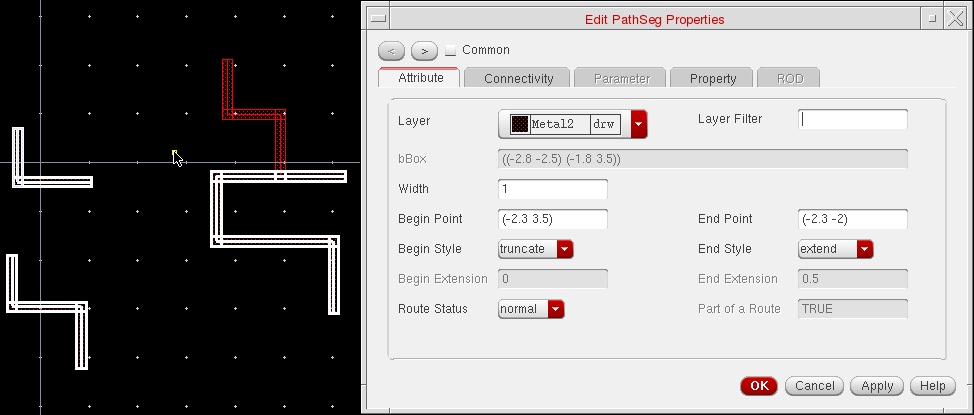 Edit PathSeg Properties
< > Common
Attribute Connectivity Parameter Property ROD
Layer Metal2 drw Layer Filter
bBox ((-2.8 -2.5) (-1.8 3.5))
Width 1
Begin Point (-2.3 3.5) End Point (-2.3 -2)
Begin Style truncate End Style extend
Begin Extension 0 End Extension 0.5
Route Status normal Part of a Route TRUE
OK Cancel Apply Help